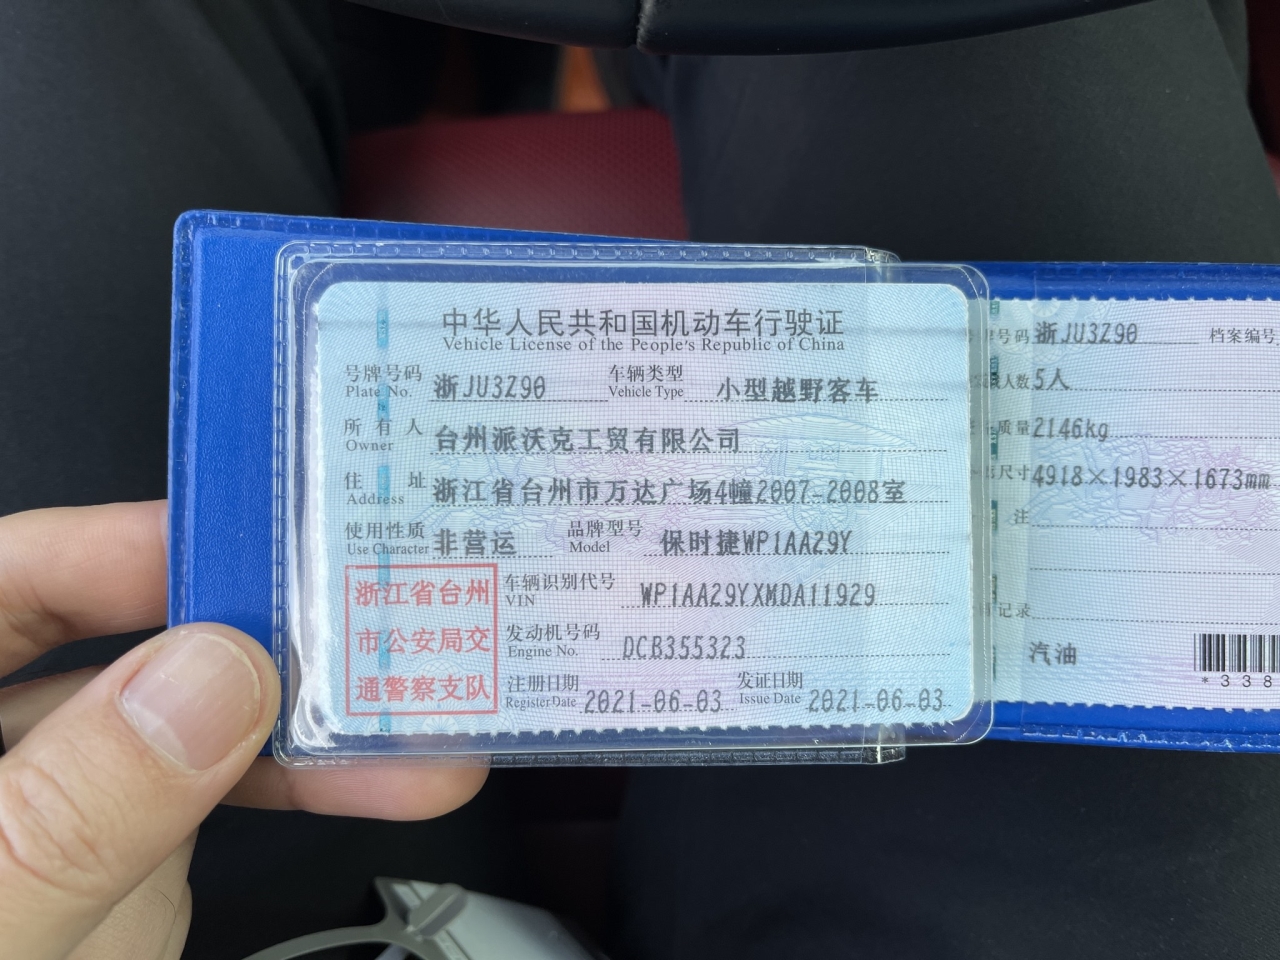 中华人民共和国机动车行驶证
Vehicle License of the People's Republic of China
号牌号码 浙JU3Z90 车辆类型 小型越野客车
Plate No. Vehicle Type
所有人 台州派沃克工贸有限公司
Owner
住址 浙江省台州市万达广场4幢2007-2008室
Address
使用性质 非营运 品牌型号 保时捷WP1AA29Y
Use Character Model
浙江省台州
市公安局交
通警察支队
车辆识别代号 WP1AA29YXMDA11929
VIN
发动机号码 DCB355323
Engine No.
注册日期 2021-06-03 发证日期 2021-06-03
Register Date Issue Date
号码 浙JU3Z90 档案编号
人数 5人
质量 2146kg
尺寸 4918×1983×1673mm
注
记录
汽油
*338